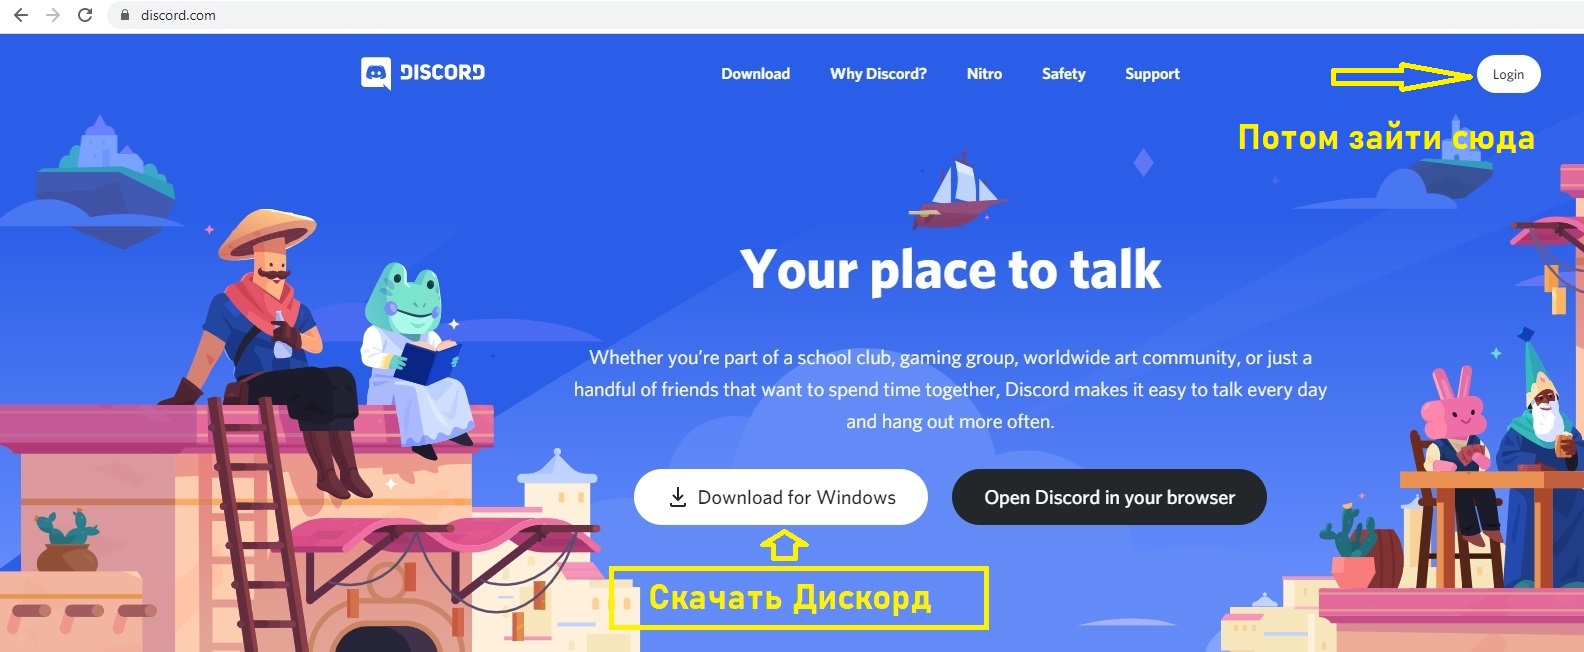 discord.com
DISCORD
Download Why Discord? Nitro Safety Support Login
Потом зайти сюда
Your place to talk
Whether you're part of a school club, gaming group, worldwide art community, or just a
handful of friends that want to spend time together, Discord makes it easy to talk every day
and hang out more often.
Download for Windows Open Discord in your browser
Скачать Дискорд